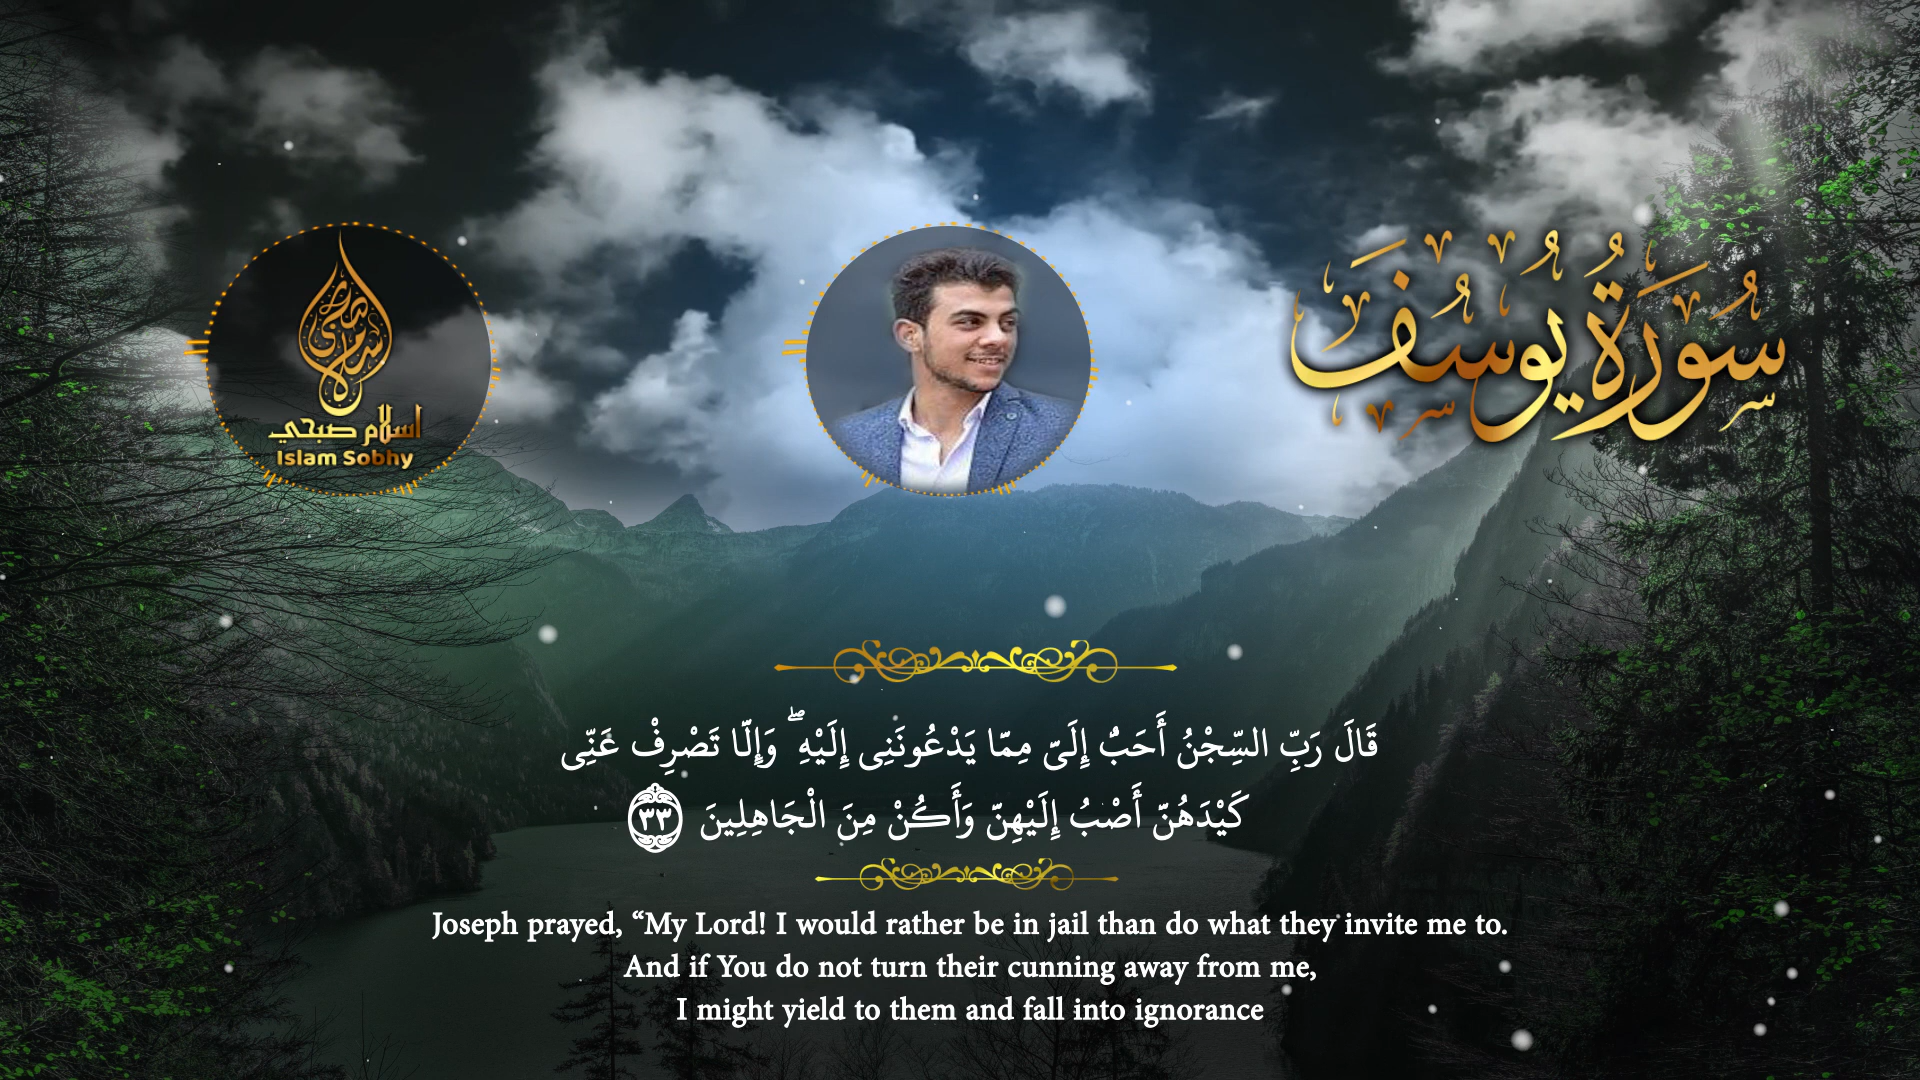 اسلام صبحي
Islam Sobhy
سُورَةُ يُوسُفَ
قَالَ رَبِّ السِّجْنُ أَحَبُّ إِلَىَّ مِمَّا يَدْعُونَنِى إِلَيْهِ ۖ وَإِلَّا تَصْرِفْ عَنِّى
كَيْدَهُنَّ أَصْبُ إِلَيْهِنَّ وَأَكُنْ مِنَ الْجَاهِلِينَ ٣٣
Joseph prayed, “My Lord! I would rather be in jail than do what they invite me to.
And if You do not turn their cunning away from me,
I might yield to them and fall into ignorance